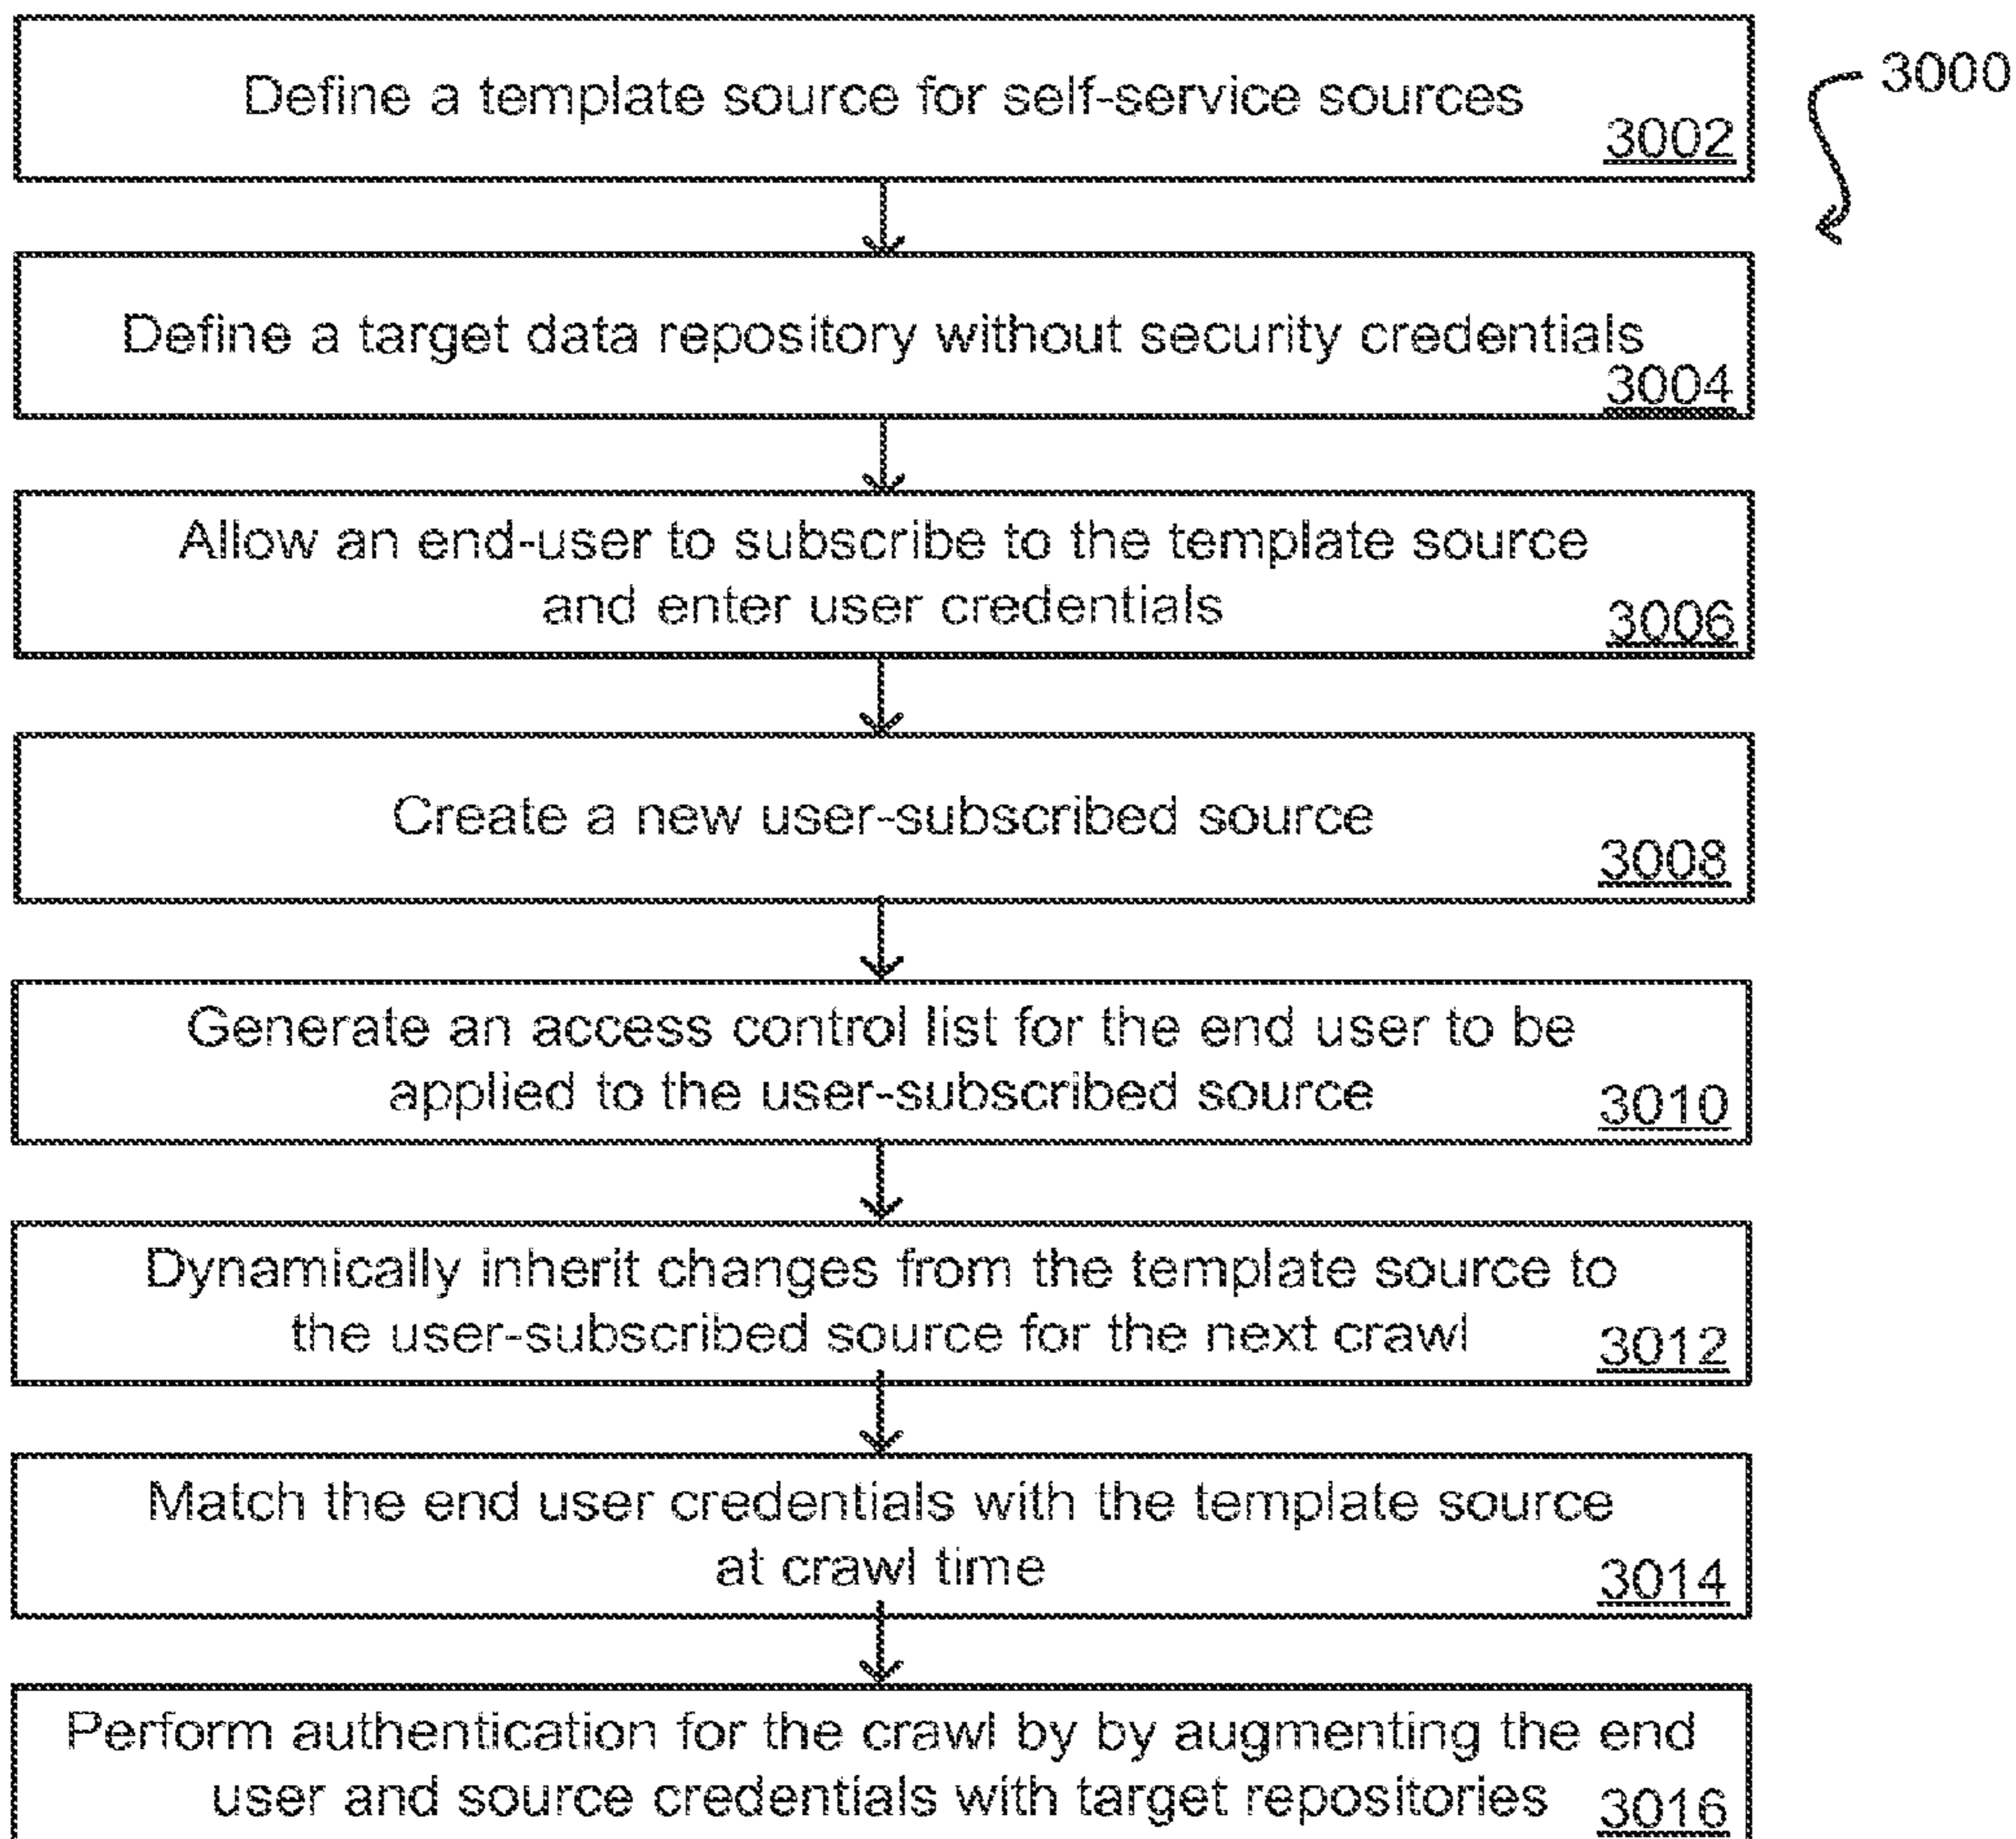 Define a template source for self-service sources
3002
3000
Define a target data repository without security credentials
3004
Allow an end-user to subscribe to the template source
and enter user credentials
3006
Create a new user-subscribed source
3008
Generate an access control list for the end user to be
applied to the user-subscribed source
3010
Dynamically inherit changes from the template source to
the user-subscribed source for the next crawl
3012
Match the end user credentials with the template source
at crawl time
3014
Perform authentication for the crawl by by augmenting the end
user and source credentials with target repositories
3016